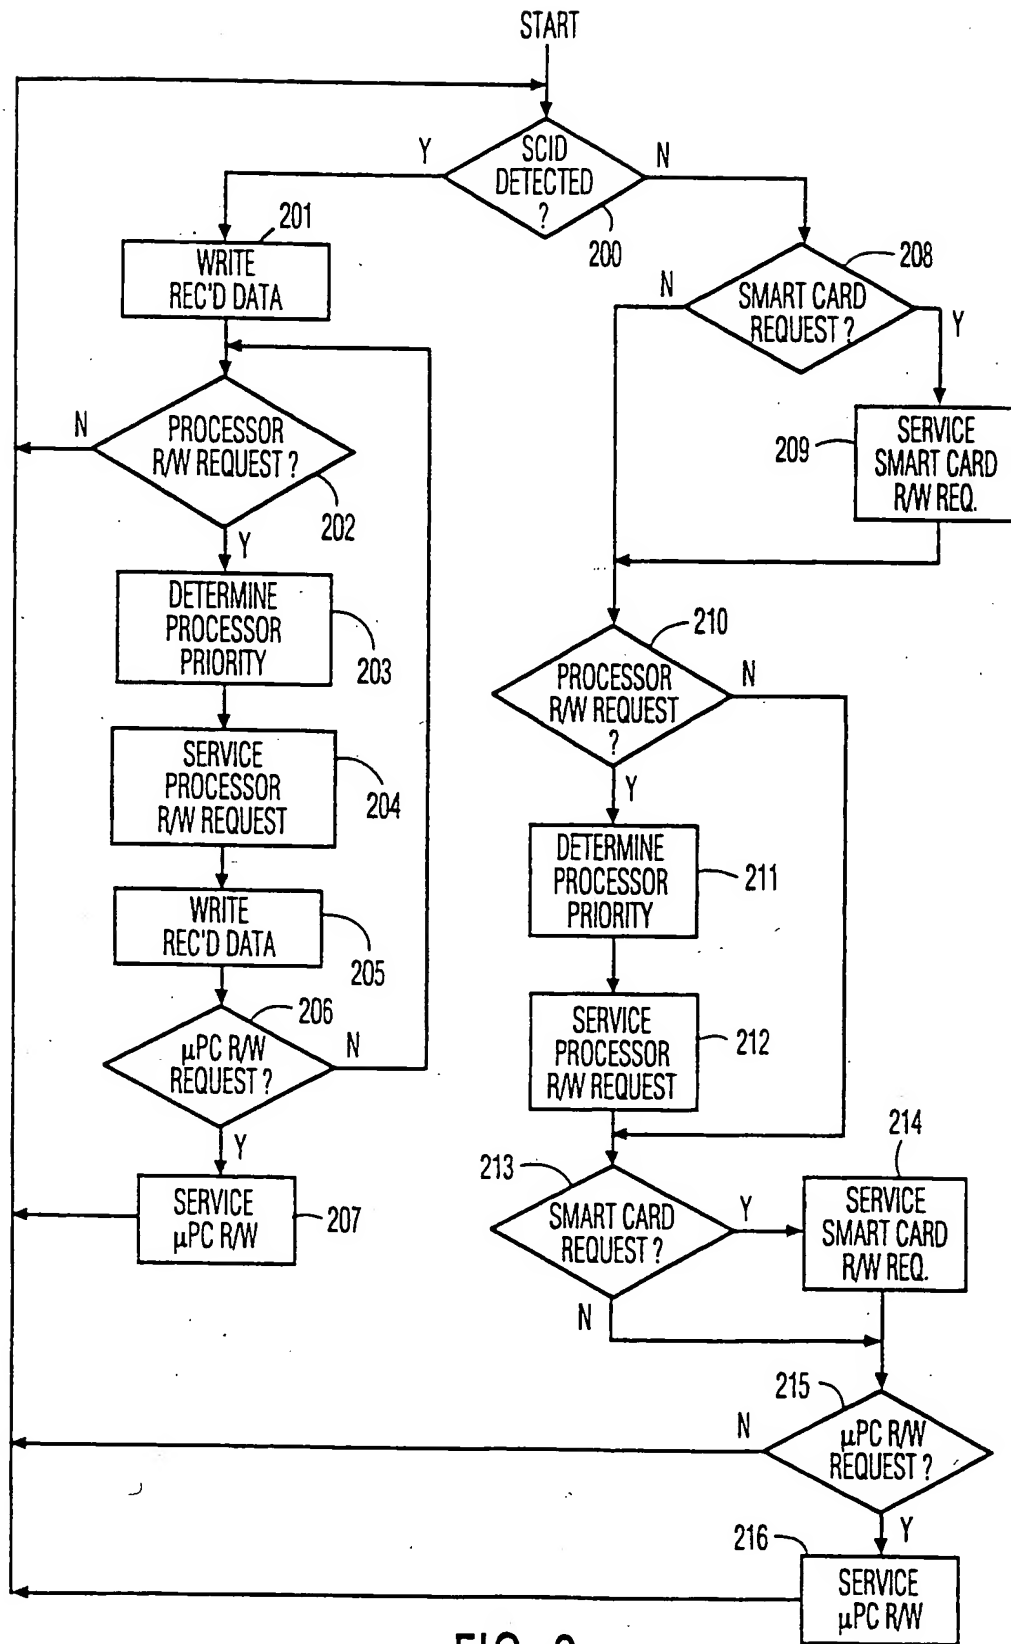 START
SCID
DETECTED
?
Y
N
200
201
WRITE
REC'D DATA
208
SMART CARD
REQUEST ?
N
Y
PROCESSOR
R/W REQUEST ?
N
202
Y
209
SERVICE
SMART CARD
R/W REQ.
DETERMINE
PROCESSOR
PRIORITY
203
210
PROCESSOR
R/W REQUEST
?
N
Y
SERVICE
PROCESSOR
R/W REQUEST
204
DETERMINE
PROCESSOR
PRIORITY
211
WRITE
REC'D DATA
205
206
µPC R/W
REQUEST ?
N
Y
SERVICE
PROCESSOR
R/W REQUEST
212
SERVICE
µPC R/W
207
213
SMART CARD
REQUEST ?
Y
N
214
SERVICE
SMART CARD
R/W REQ.
215
µPC R/W
REQUEST ?
N
Y
216
SERVICE
µPC R/W